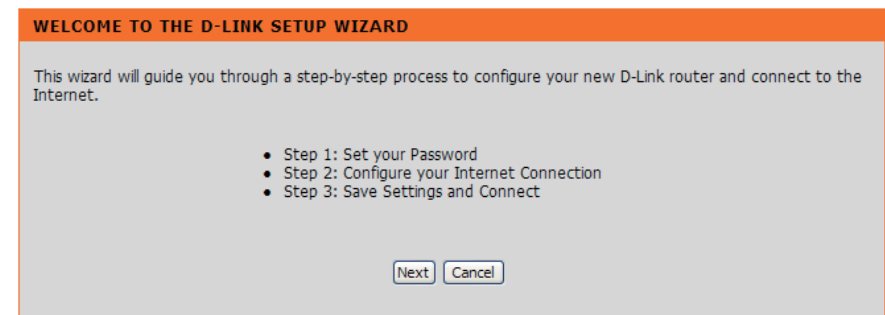 WELCOME TO THE D-LINK SETUP WIZARD
This wizard will guide you through a step-by-step process to configure your new D-Link router and connect to the
Internet.
• Step 1: Set your Password
• Step 2: Configure your Internet Connection
• Step 3: Save Settings and Connect
Next Cancel